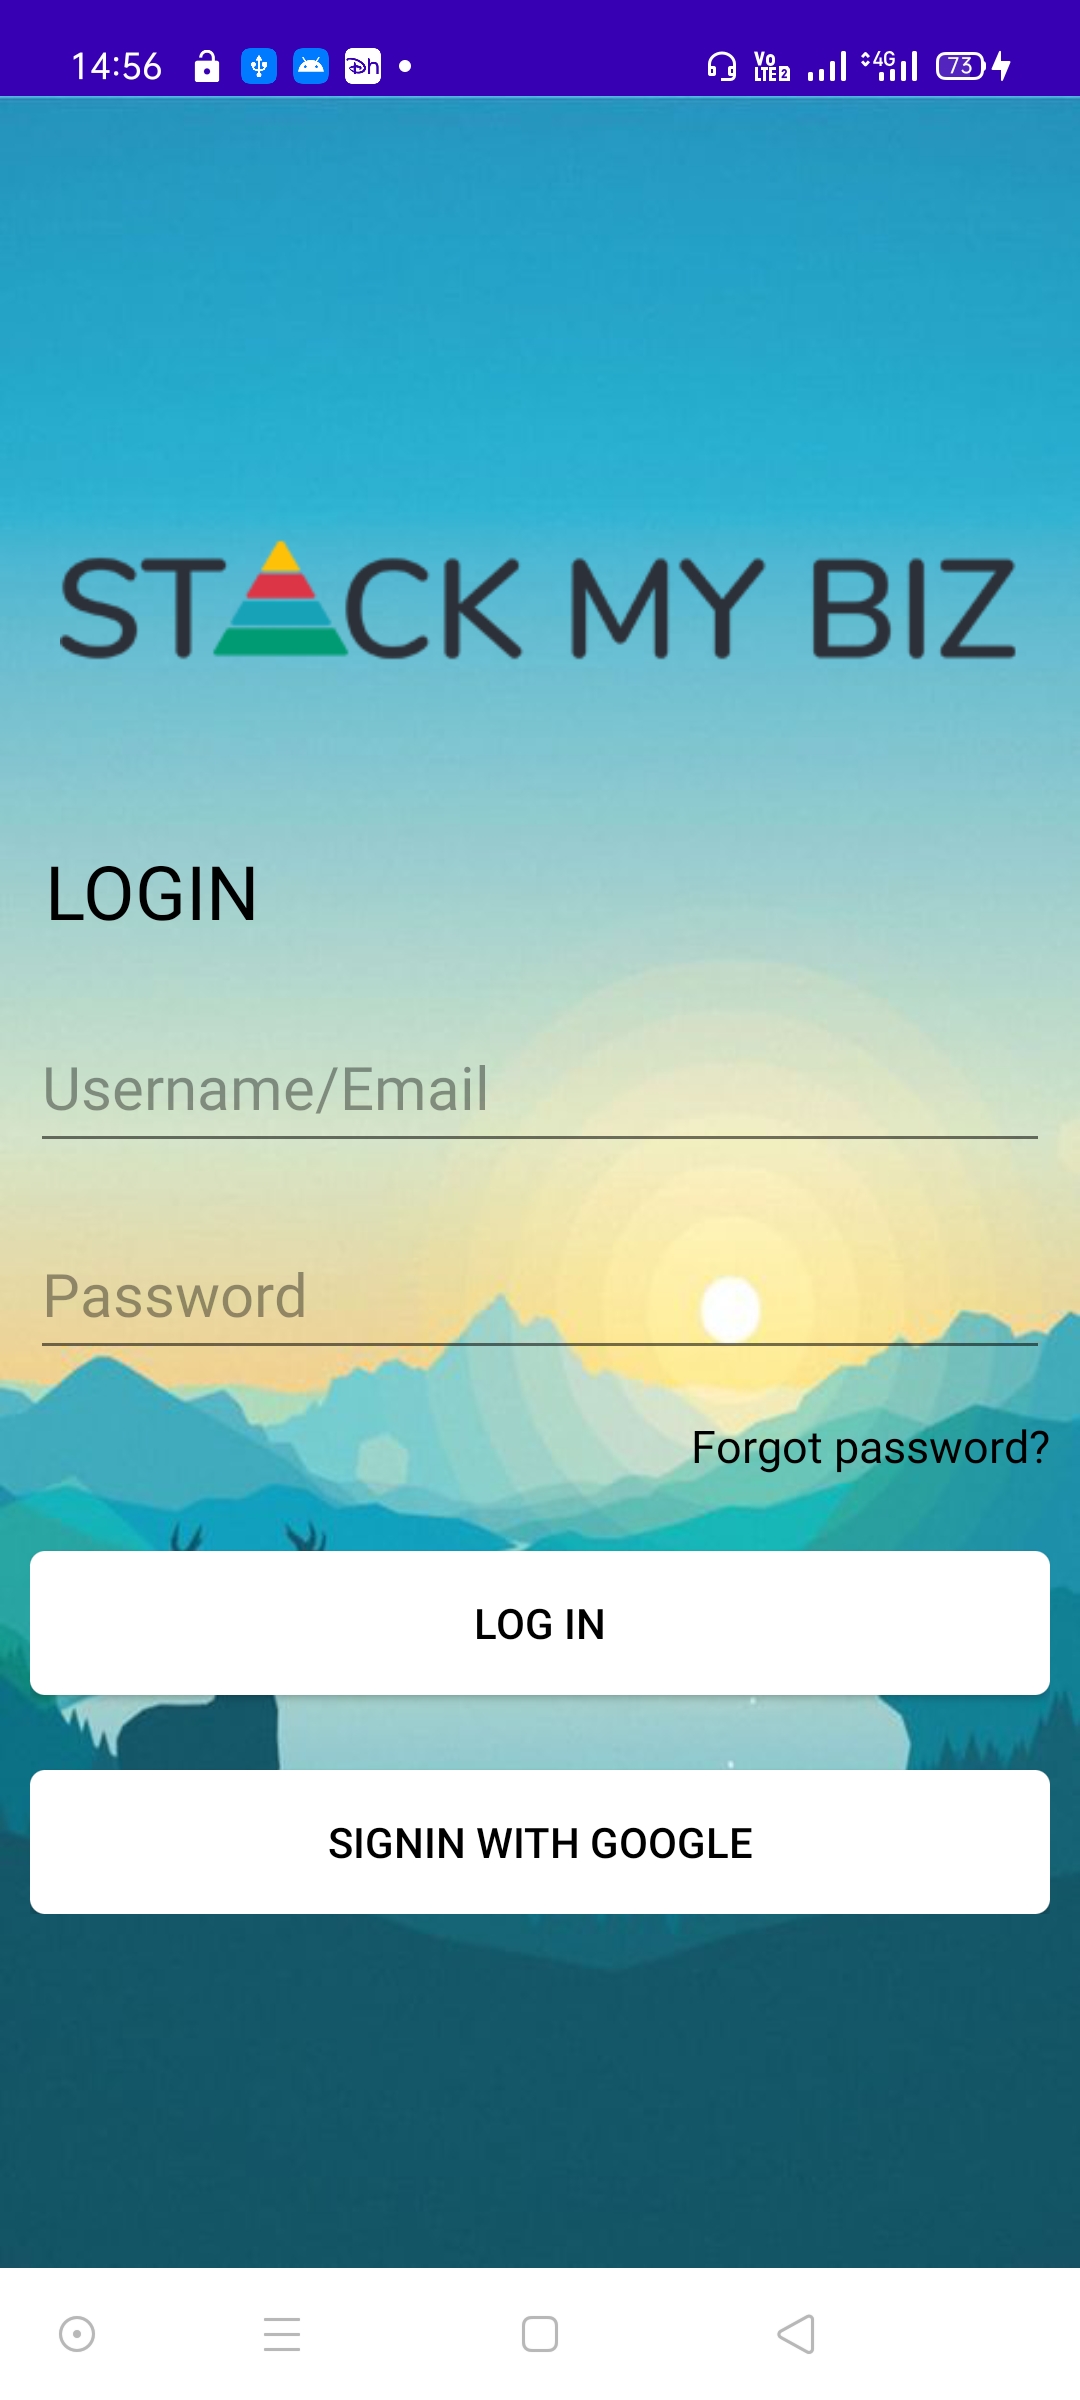 14:56 Dh Vo LTE2 4G 73
STACK MY BIZ
LOGIN
Username/Email
Password
Forgot password?
LOG IN
SIGNIN WITH GOOGLE